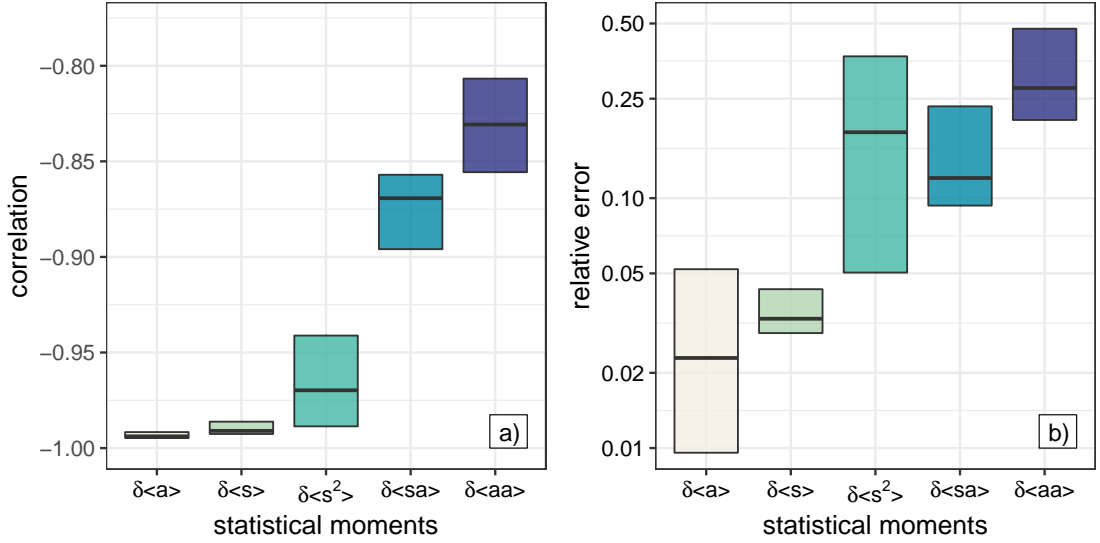 correlation
−0.80
−0.85
−0.90
−0.95
−1.00
a)
δ<a> δ<s> δ<s²> δ<sa> δ<aa>
statistical moments
relative error
0.50
0.25
0.10
0.05
0.02
0.01
b)
δ<a> δ<s> δ<s²> δ<sa> δ<aa>
statistical moments